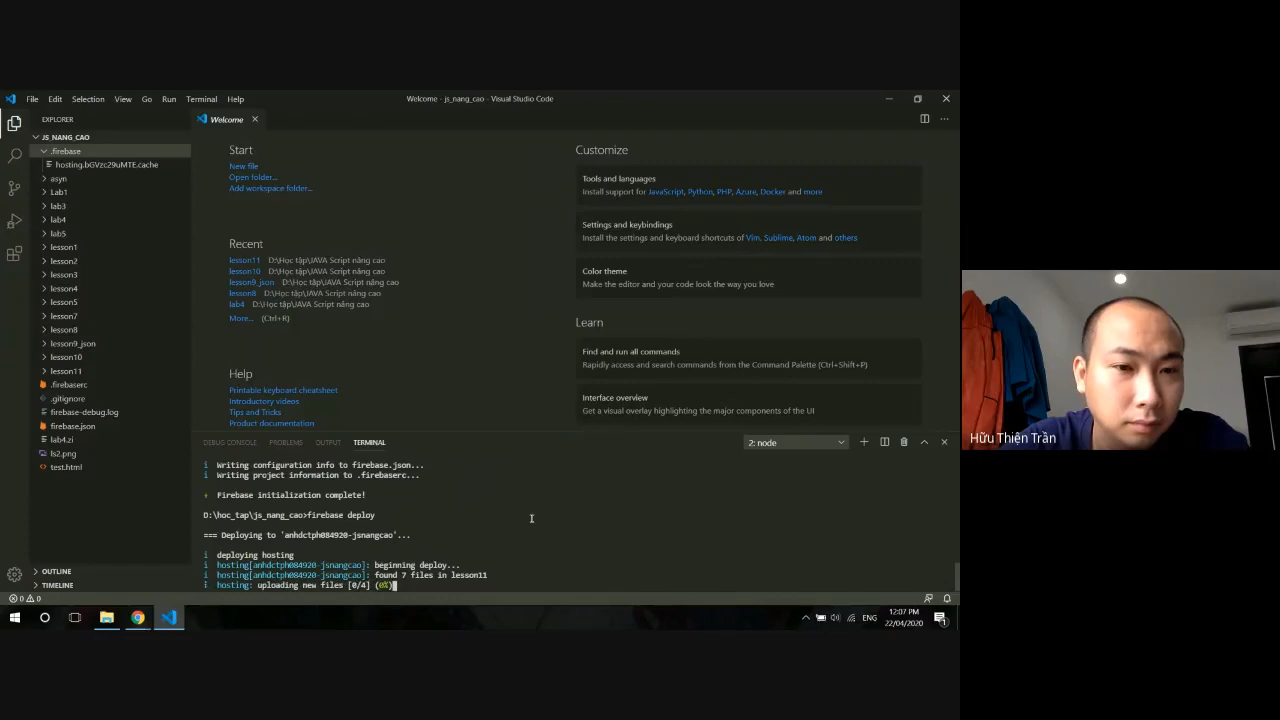 File Edit Selection View Go Run Terminal Help
Welcome - js_nang_cao - Visual Studio Code
EXPLORER
JS_NANG_CAO
.firebase
hosting.bGVzc29uMTE.cache
asyn
Lab1
lab3
lab4
lab5
lesson1
lesson2
lesson3
lesson4
lesson5
lesson7
lesson8
lesson9_json
lesson10
lesson11
.firebaserc
.gitignore
firebase-debug.log
firebase.json
lab4.zi
ls2.png
test.html
OUTLINE
TIMELINE
Welcome
Start
New file
Open folder...
Add workspace folder...
Recent
lesson11 D:\Học tập\JAVA Script nâng cao
lesson10 D:\Học tập\JAVA Script nâng cao
lesson9_json D:\Học tập\JAVA Script nâng cao
lesson8 D:\Học tập\JAVA Script nâng cao
lab4 D:\Học tập\JAVA Script nâng cao
More... (Ctrl+R)
Help
Printable keyboard cheatsheet
Introductory videos
Tips and Tricks
Product documentation
Customize
Tools and languages
Install support for JavaScript, Python, PHP, Azure, Docker and more
Settings and keybindings
Install the settings and keyboard shortcuts of Vim, Sublime, Atom and others
Color theme
Make the editor and your code look the way you love
Learn
Find and run all commands
Rapidly access and search commands from the Command Palette (Ctrl+Shift+P)
Interface overview
Get a visual overlay highlighting the major components of the UI
DEBUG CONSOLE PROBLEMS OUTPUT TERMINAL
2: node
i Writing configuration info to firebase.json...
i Writing project information to .firebaserc...
+ Firebase initialization complete!
D:\hoc_tap\js_nang_cao>firebase deploy
=== Deploying to 'anhdctph084920-jsnangcao'...
i deploying hosting
i hosting[anhdctph084920-jsnangcao]: beginning deploy...
i hosting[anhdctph084920-jsnangcao]: found 7 files in lesson11
hosting: uploading new files [0/4] (0%)
0 0
ENG
12:07 PM
22/04/2020
1
Hữu Thiện Trần